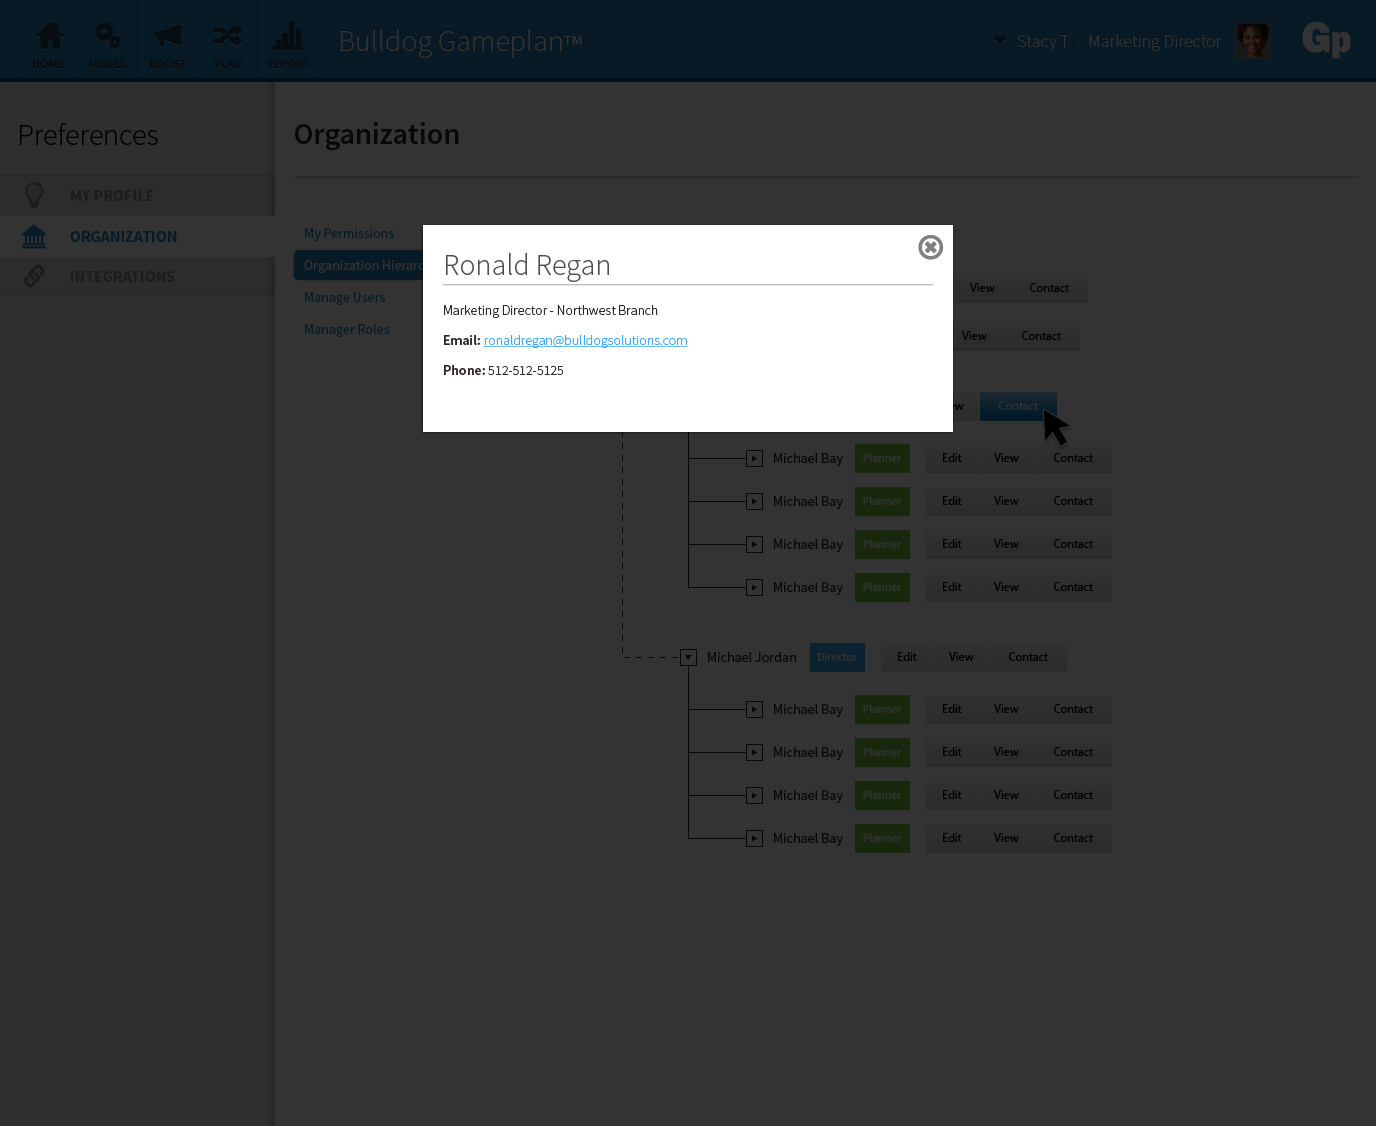 HOME MODEL BOOST PLAN REPORT
Bulldog Gameplan™
Stacy T Marketing Director
Gp
Preferences
MY PROFILE
ORGANIZATION
INTEGRATIONS
Organization
My Permissions
Organization
Manage Users
Manager Roles
Ronald Regan
Marketing Director - Northwest Branch
Email: ronaldregan@bulldogsolutions.com
Phone: 512-512-5125
View Contact
View Contact
Contact
Michael Bay Planner Edit View Contact
Michael Bay Planner Edit View Contact
Michael Bay Planner Edit View Contact
Michael Bay Planner Edit View Contact
Michael Jordan Director Edit View Contact
Michael Bay Planner Edit View Contact
Michael Bay Planner Edit View Contact
Michael Bay Planner Edit View Contact
Michael Bay Planner Edit View Contact